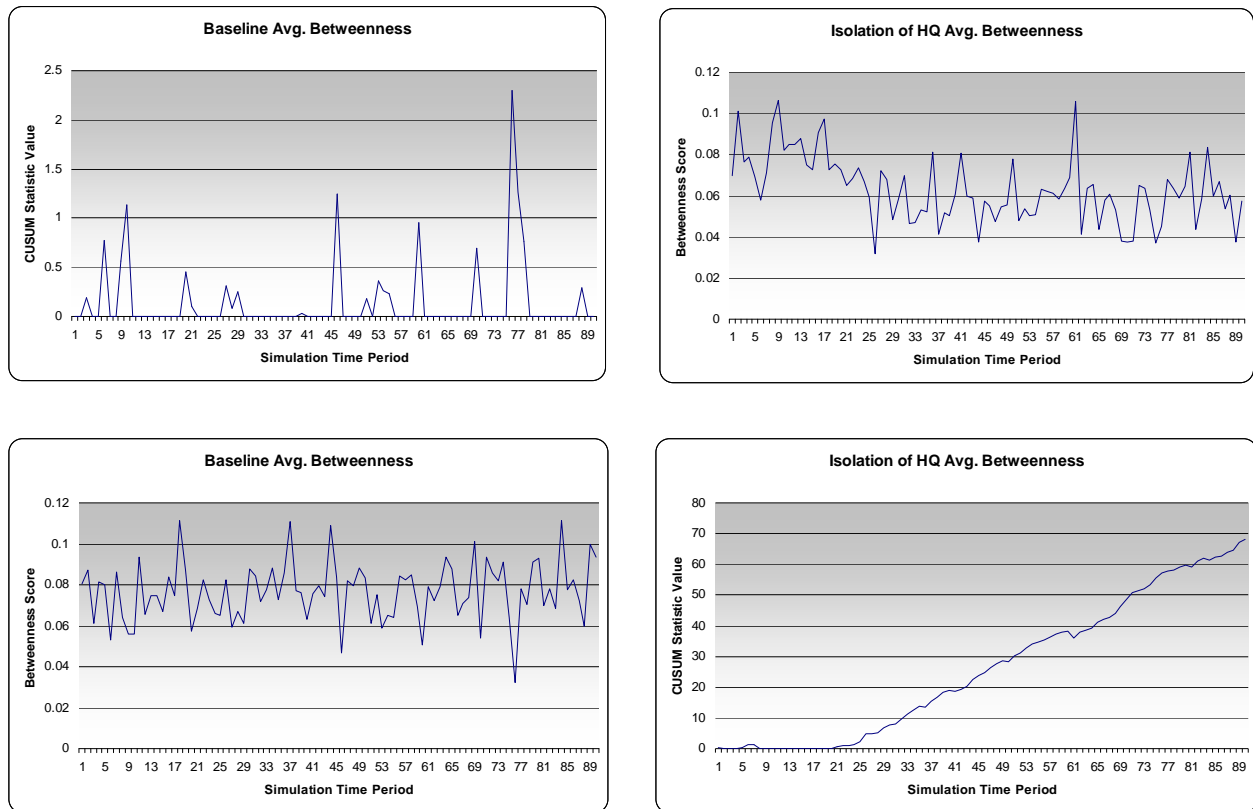 Baseline Avg. Betweenness
CUSUM Statistic Value
2.5
2
1.5
1
0.5
0
1 5 9 13 17 21 25 29 33 37 41 45 49 53 57 61 65 69 73 77 81 85 89
Simulation Time Period
Isolation of HQ Avg. Betweenness
Betweenness Score
0.12
0.1
0.08
0.06
0.04
0.02
0
1 5 9 13 17 21 25 29 33 37 41 45 49 53 57 61 65 69 73 77 81 85 89
Simulation Time Period
Baseline Avg. Betweenness
Betweenness Score
0.12
0.1
0.08
0.06
0.04
0.02
0
1 5 9 13 17 21 25 29 33 37 41 45 49 53 57 61 65 69 73 77 81 85 89
Simulation Time Period
Isolation of HQ Avg. Betweenness
CUSUM Statistic Value
80
70
60
50
40
30
20
10
0
1 5 9 13 17 21 25 29 33 37 41 45 49 53 57 61 65 69 73 77 81 85 89
Simulation Time Period